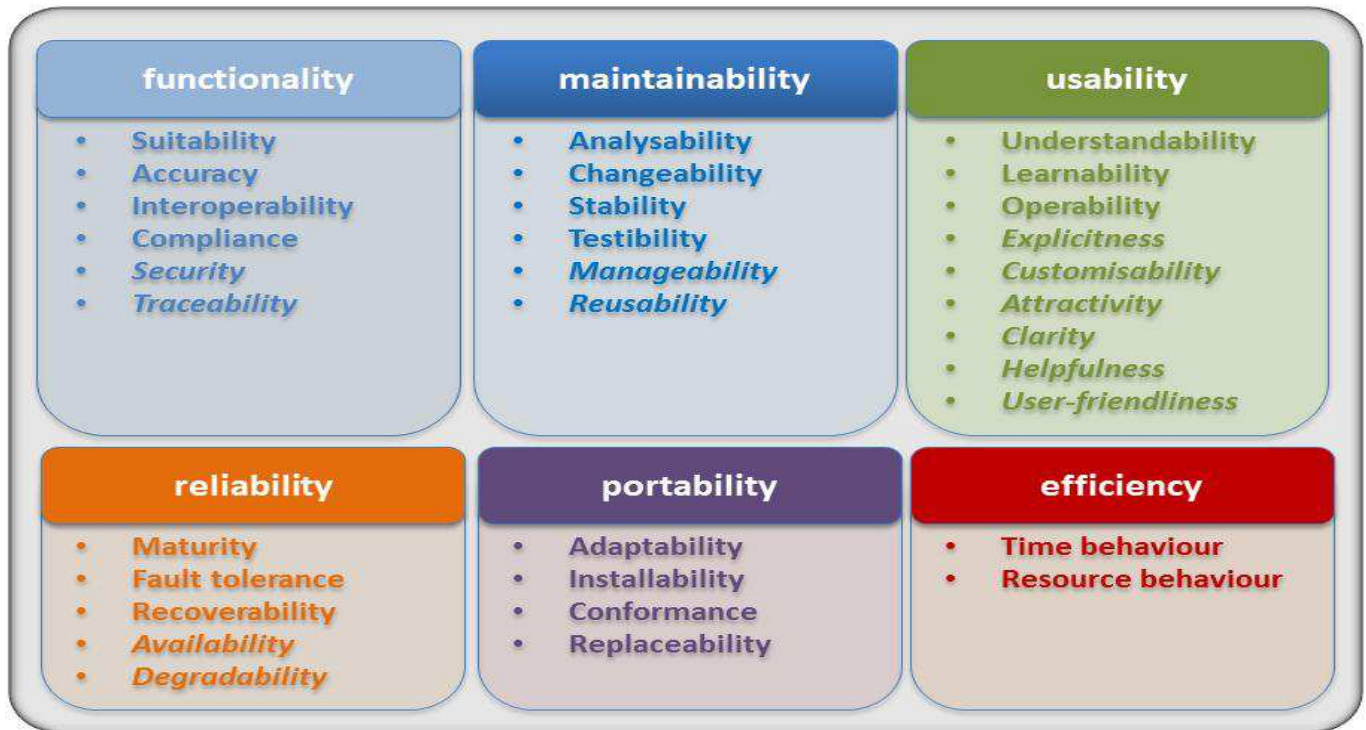 functionality
• Suitability
• Accuracy
• Interoperability
• Compliance
• Security
• Traceability
maintainability
• Analysability
• Changeability
• Stability
• Testibility
• Manageability
• Reusability
usability
• Understandability
• Learnability
• Operability
• Explicitness
• Customisability
• Attractivity
• Clarity
• Helpfulness
• User-friendliness
reliability
• Maturity
• Fault tolerance
• Recoverability
• Availability
• Degradability
portability
• Adaptability
• Installability
• Conformance
• Replaceability
efficiency
• Time behaviour
• Resource behaviour